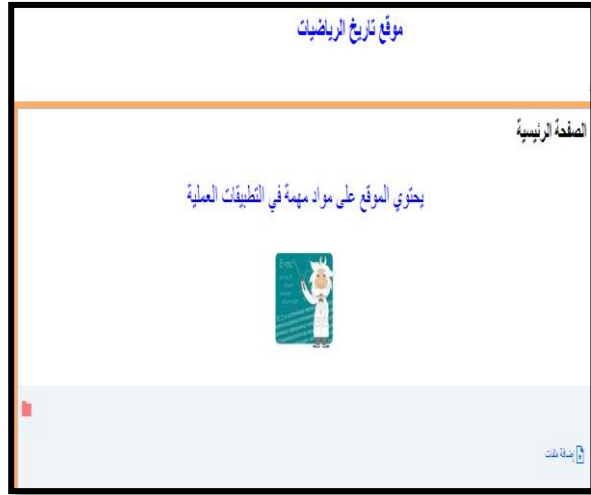 موقع تاريخ الرياضيات
الصفحة الرئيسية
يحتوي الموقع على مواد مهمة في التطبيقات العملية
إضافة ملفات